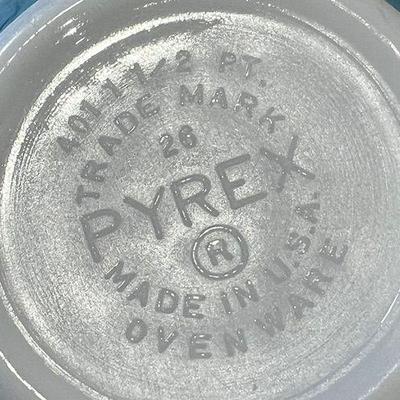 401 1 1/2 PT.
TRADE MARK
26
PYREX
®
MADE IN U.S.A.
OVENWARE